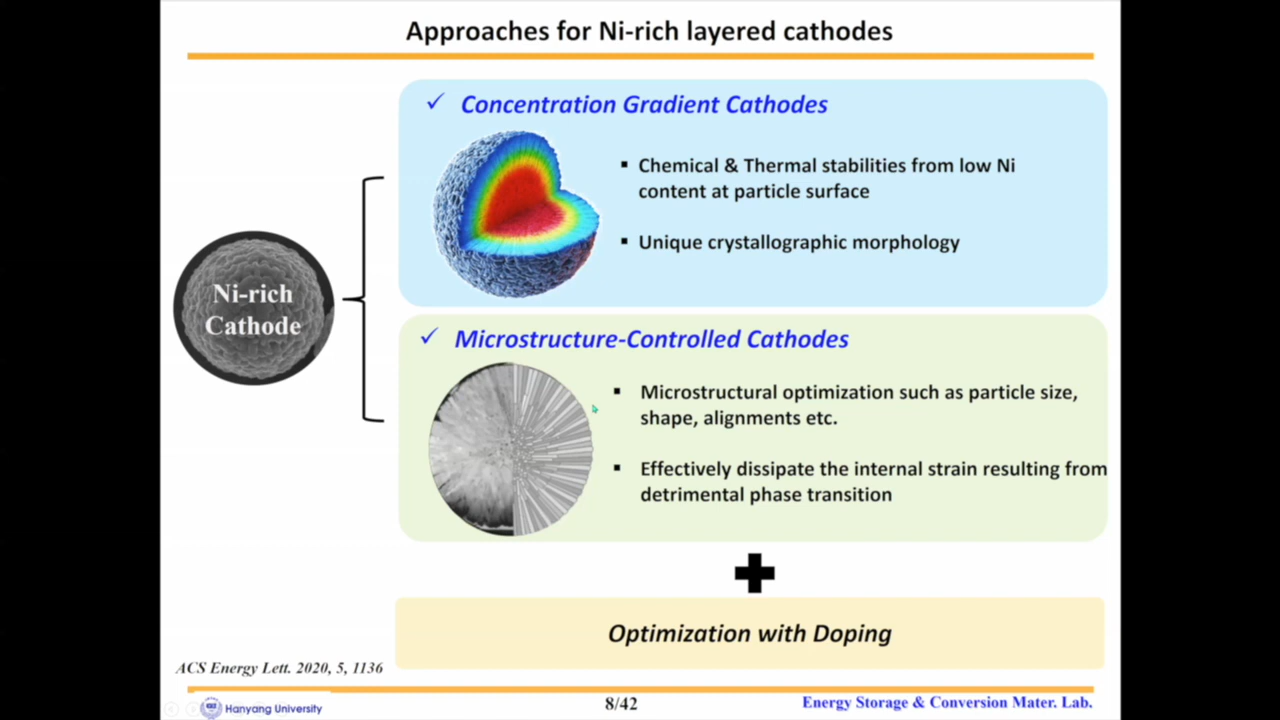 Approaches for Ni-rich layered cathodes
✓ Concentration Gradient Cathodes
▪ Chemical & Thermal stabilities from low Ni
content at particle surface
▪ Unique crystallographic morphology
Ni-rich
Cathode
✓ Microstructure-Controlled Cathodes
▪ Microstructural optimization such as particle size,
shape, alignments etc.
▪ Effectively dissipate the internal strain resulting from
detrimental phase transition
Optimization with Doping
ACS Energy Lett. 2020, 5, 1136
Hanyang University
8/42
Energy Storage & Conversion Mater. Lab.